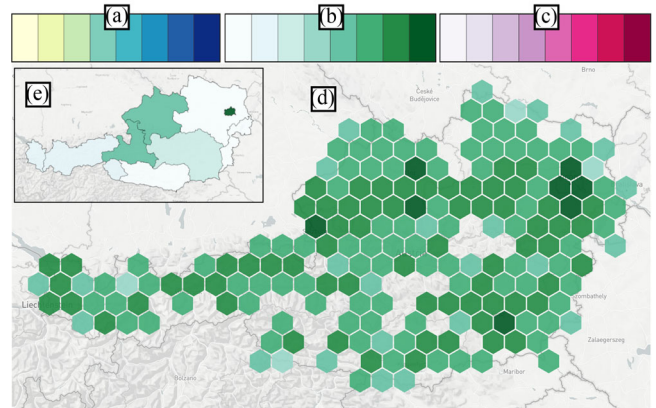 (a)
(b)
(c)
(e)
(d)
Brno
České
Budějovice
Liech
Szombathely
Zalaegerszeg
Maribor
Bolzano